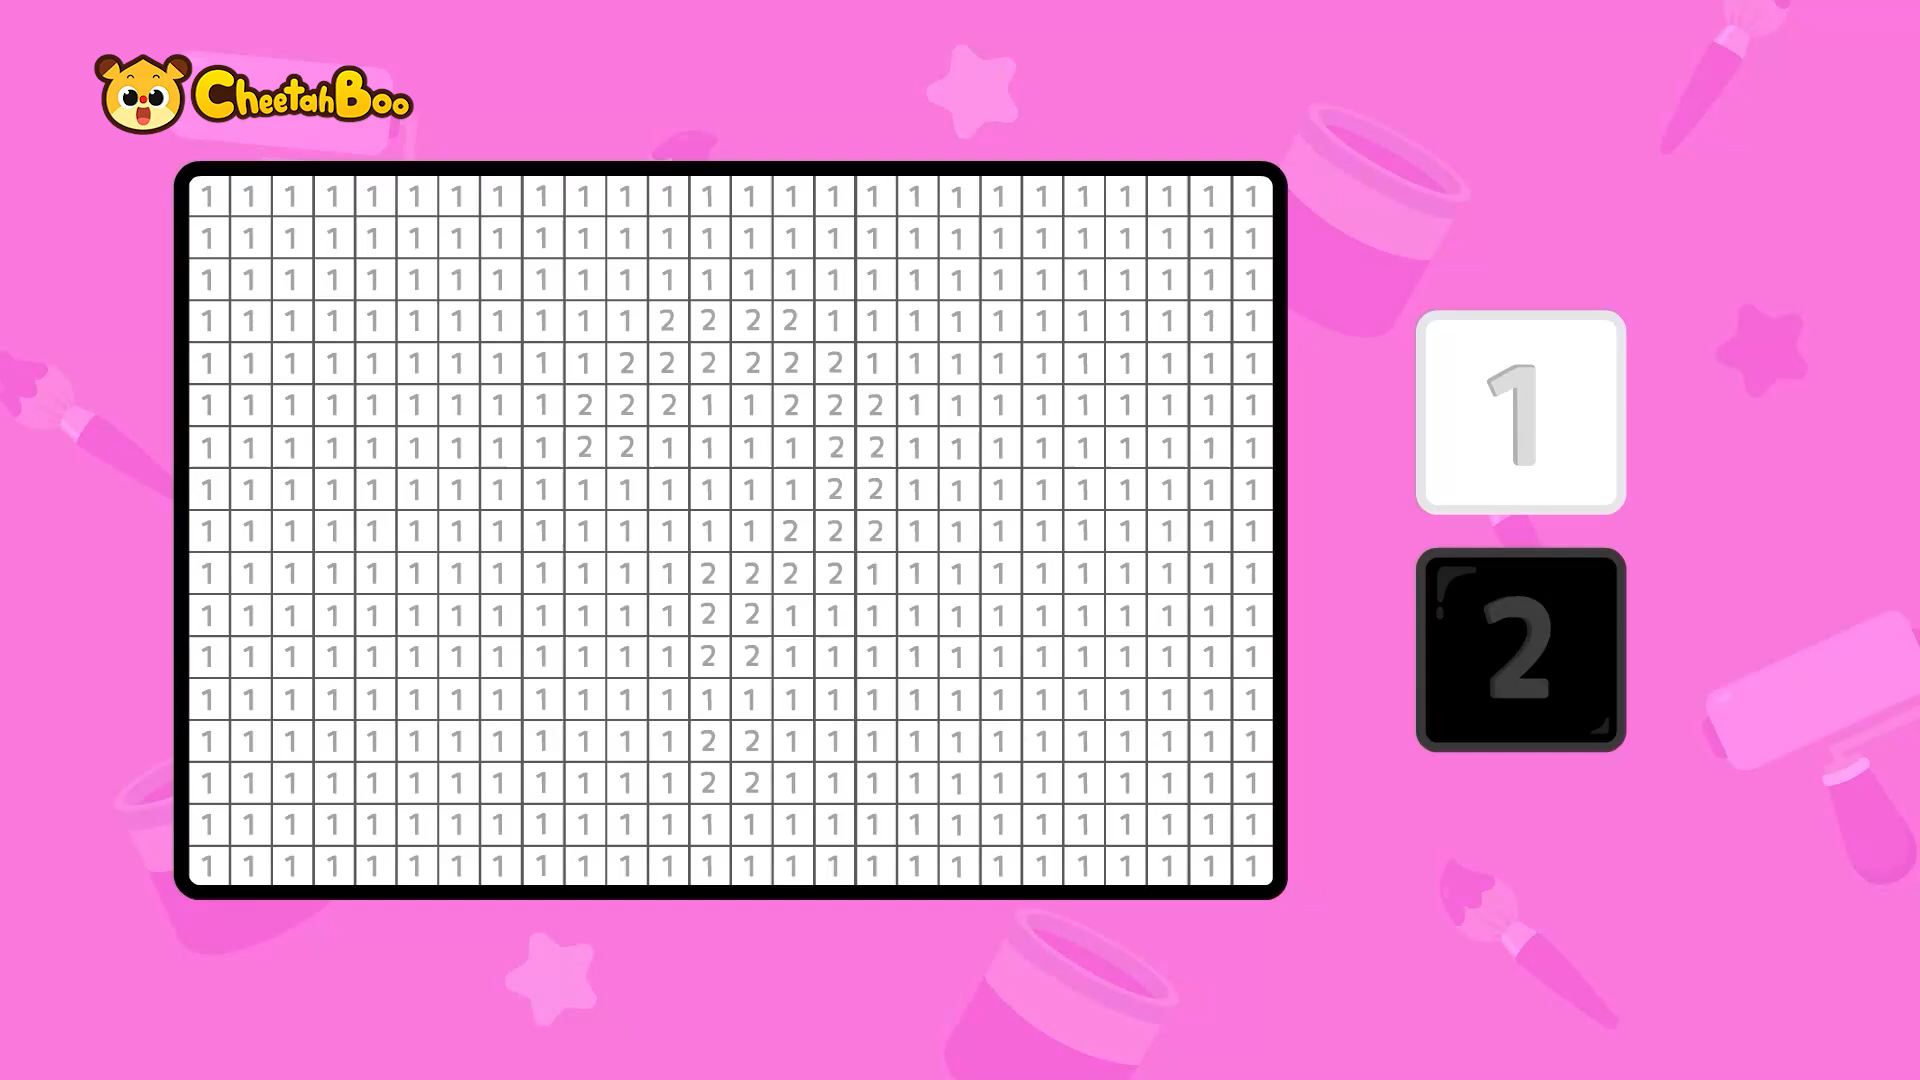 CheetahBoo
1 1 1 1 1 1 1 1 1 1 1 1 1 1 1 1 1 1 1 1 1 1 1 1 1 1
1 1 1 1 1 1 1 1 1 1 1 1 1 1 1 1 1 1 1 1 1 1 1 1 1 1
1 1 1 1 1 1 1 1 1 1 1 1 1 1 1 1 1 1 1 1 1 1 1 1 1 1
1 1 1 1 1 1 1 1 1 1 1 2 2 2 2 1 1 1 1 1 1 1 1 1 1 1
1 1 1 1 1 1 1 1 1 1 2 2 2 2 2 2 1 1 1 1 1 1 1 1 1 1
1 1 1 1 1 1 1 1 1 2 2 2 1 1 2 2 2 1 1 1 1 1 1 1 1 1
1 1 1 1 1 1 1 1 1 2 2 1 1 1 1 2 2 1 1 1 1 1 1 1 1 1
1 1 1 1 1 1 1 1 1 1 1 1 1 1 1 2 2 1 1 1 1 1 1 1 1 1
1 1 1 1 1 1 1 1 1 1 1 1 1 1 2 2 2 1 1 1 1 1 1 1 1 1
1 1 1 1 1 1 1 1 1 1 1 1 2 2 2 2 1 1 1 1 1 1 1 1 1 1
1 1 1 1 1 1 1 1 1 1 1 1 2 2 1 1 1 1 1 1 1 1 1 1 1 1
1 1 1 1 1 1 1 1 1 1 1 1 2 2 1 1 1 1 1 1 1 1 1 1 1 1
1 1 1 1 1 1 1 1 1 1 1 1 1 1 1 1 1 1 1 1 1 1 1 1 1 1
1 1 1 1 1 1 1 1 1 1 1 1 2 2 1 1 1 1 1 1 1 1 1 1 1 1
1 1 1 1 1 1 1 1 1 1 1 1 2 2 1 1 1 1 1 1 1 1 1 1 1 1
1 1 1 1 1 1 1 1 1 1 1 1 1 1 1 1 1 1 1 1 1 1 1 1 1 1
1 1 1 1 1 1 1 1 1 1 1 1 1 1 1 1 1 1 1 1 1 1 1 1 1 1
1
2